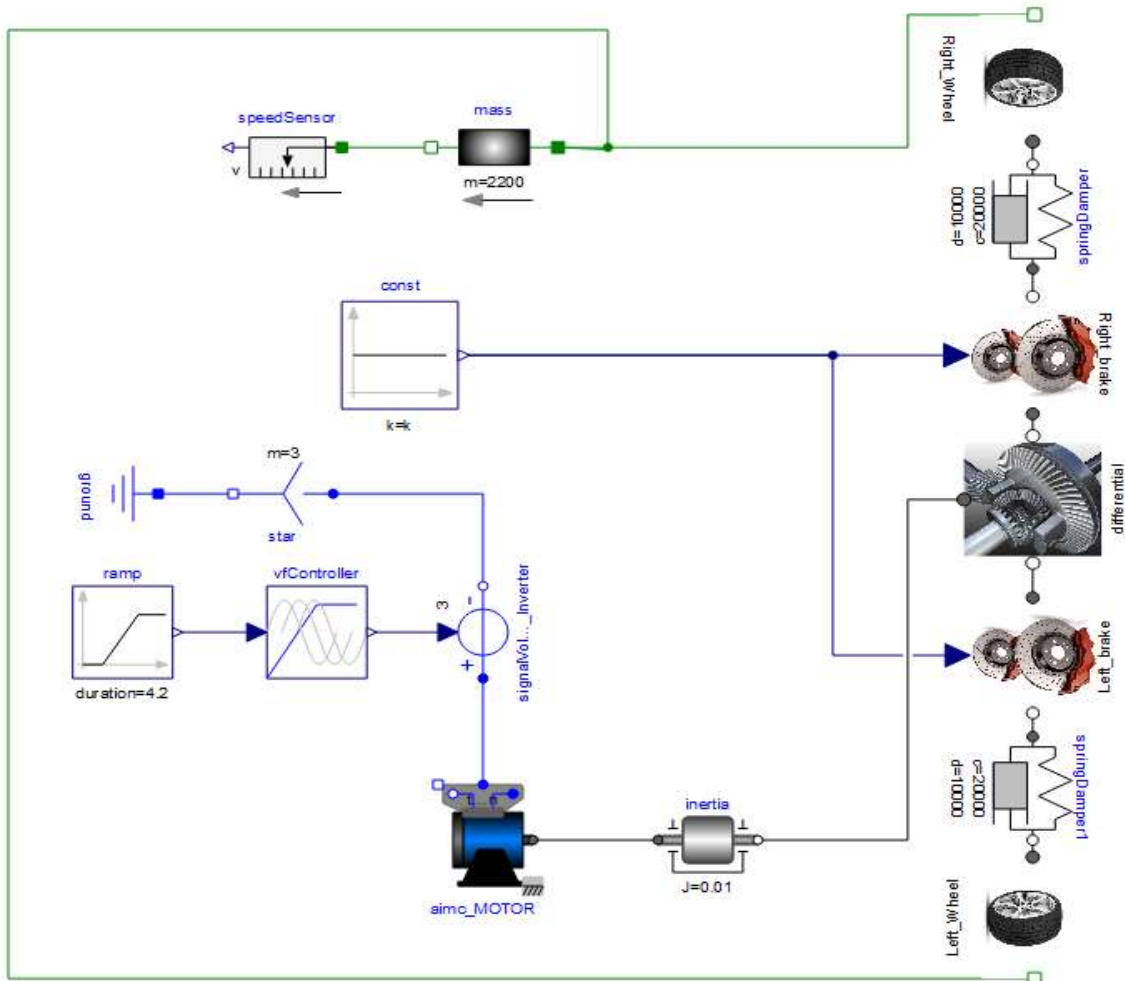 Right_Wheel
mass
speedSensor
v
m=2200
c=20000
d=10000
springDamper
const
Right_brake
k=k
m=3
ground
differential
star
ramp
vfController
3
-
+
signalVol..._Inverter
Left_brake
duration=4.2
c=20000
d=10000
springDamper1
inertia
J=0.01
aimc_MOTOR
Left_Wheel